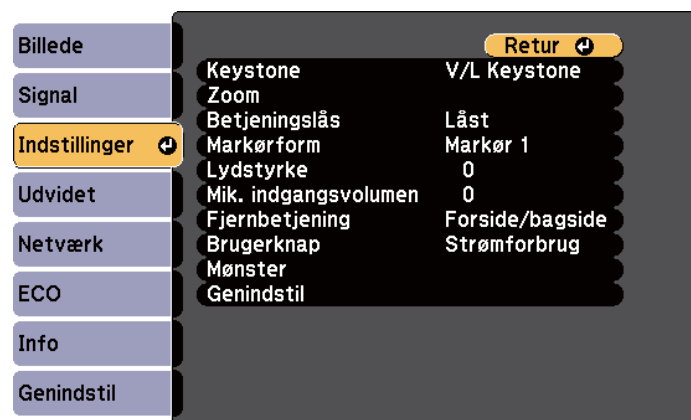 Billede
Signal
Indstillinger
Udvidet
Netværk
ECO
Info
Genindstil
Retur
Keystone V/L Keystone
Zoom
Betjeningslås Låst
Markørform Markør 1
Lydstyrke 0
Mik. indgangsvolumen 0
Fjernbetjening Forside/bagside
Brugerknap Strømforbrug
Mønster
Genindstil